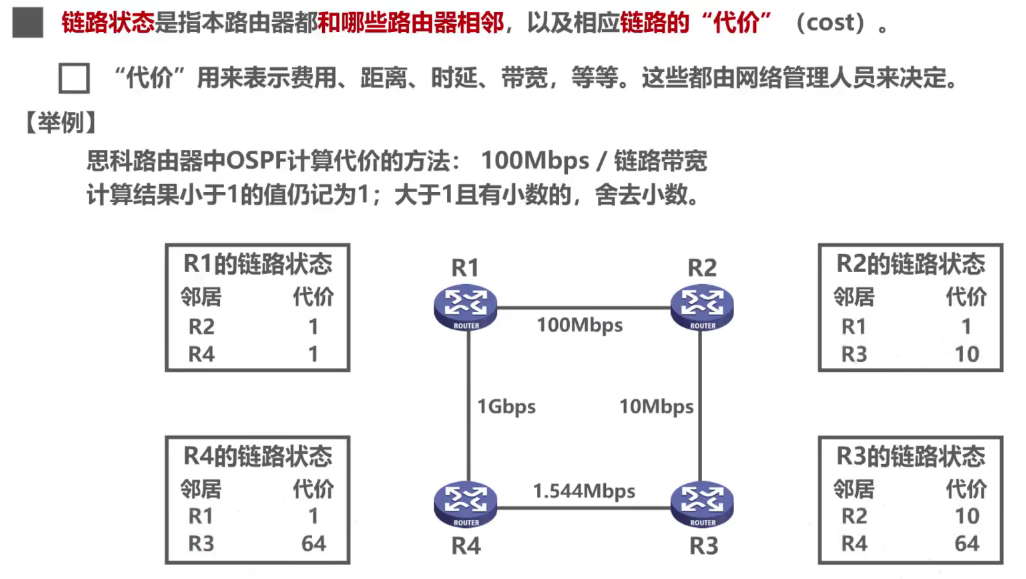 链路状态是指本路由器都和哪些路由器相邻，以及相应链路的“代价”（cost）。
“代价”用来表示费用、距离、时延、带宽，等等。这些都由网络管理人员来决定。
【举例】
思科路由器中OSPF计算代价的方法： 100Mbps / 链路带宽
计算结果小于1的值仍记为1；大于1且有小数的，舍去小数。
R1的链路状态
邻居 代价
R2 1
R4 1
R1
ROUTER
100Mbps
R2
ROUTER
R2的链路状态
邻居 代价
R1 1
R3 10
1Gbps
10Mbps
R4的链路状态
邻居 代价
R1 1
R3 64
ROUTER
R4
1.544Mbps
ROUTER
R3
R3的链路状态
邻居 代价
R2 10
R4 64